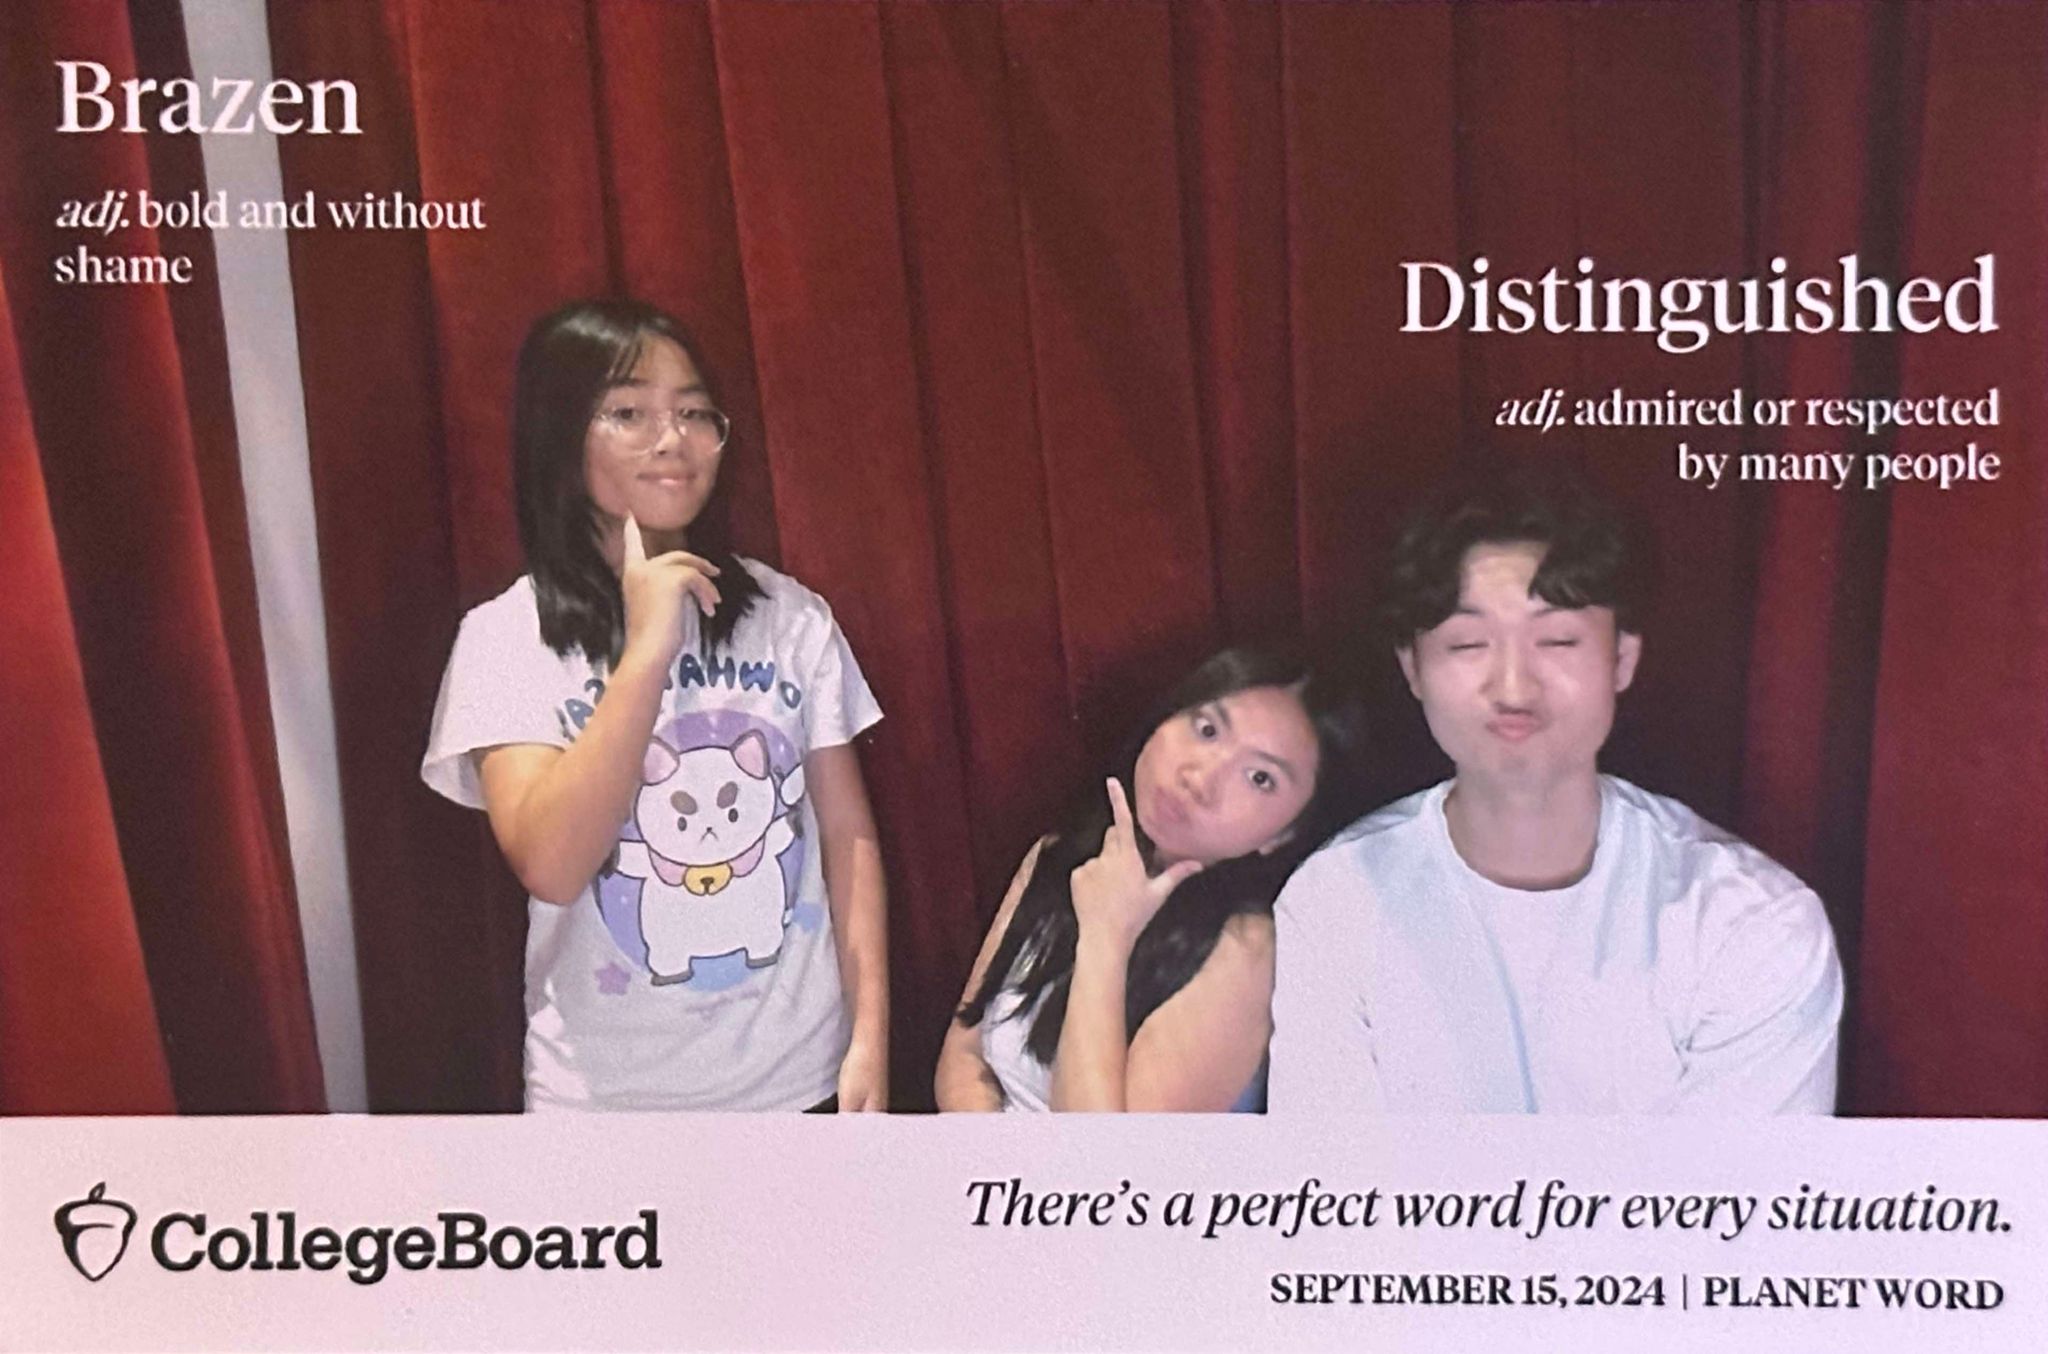 Brazen
adj. bold and without
shame
Distinguished
adj. admired or respected
by many people
CollegeBoard
There's a perfect word for every situation.
SEPTEMBER 15, 2024 | PLANET WORD